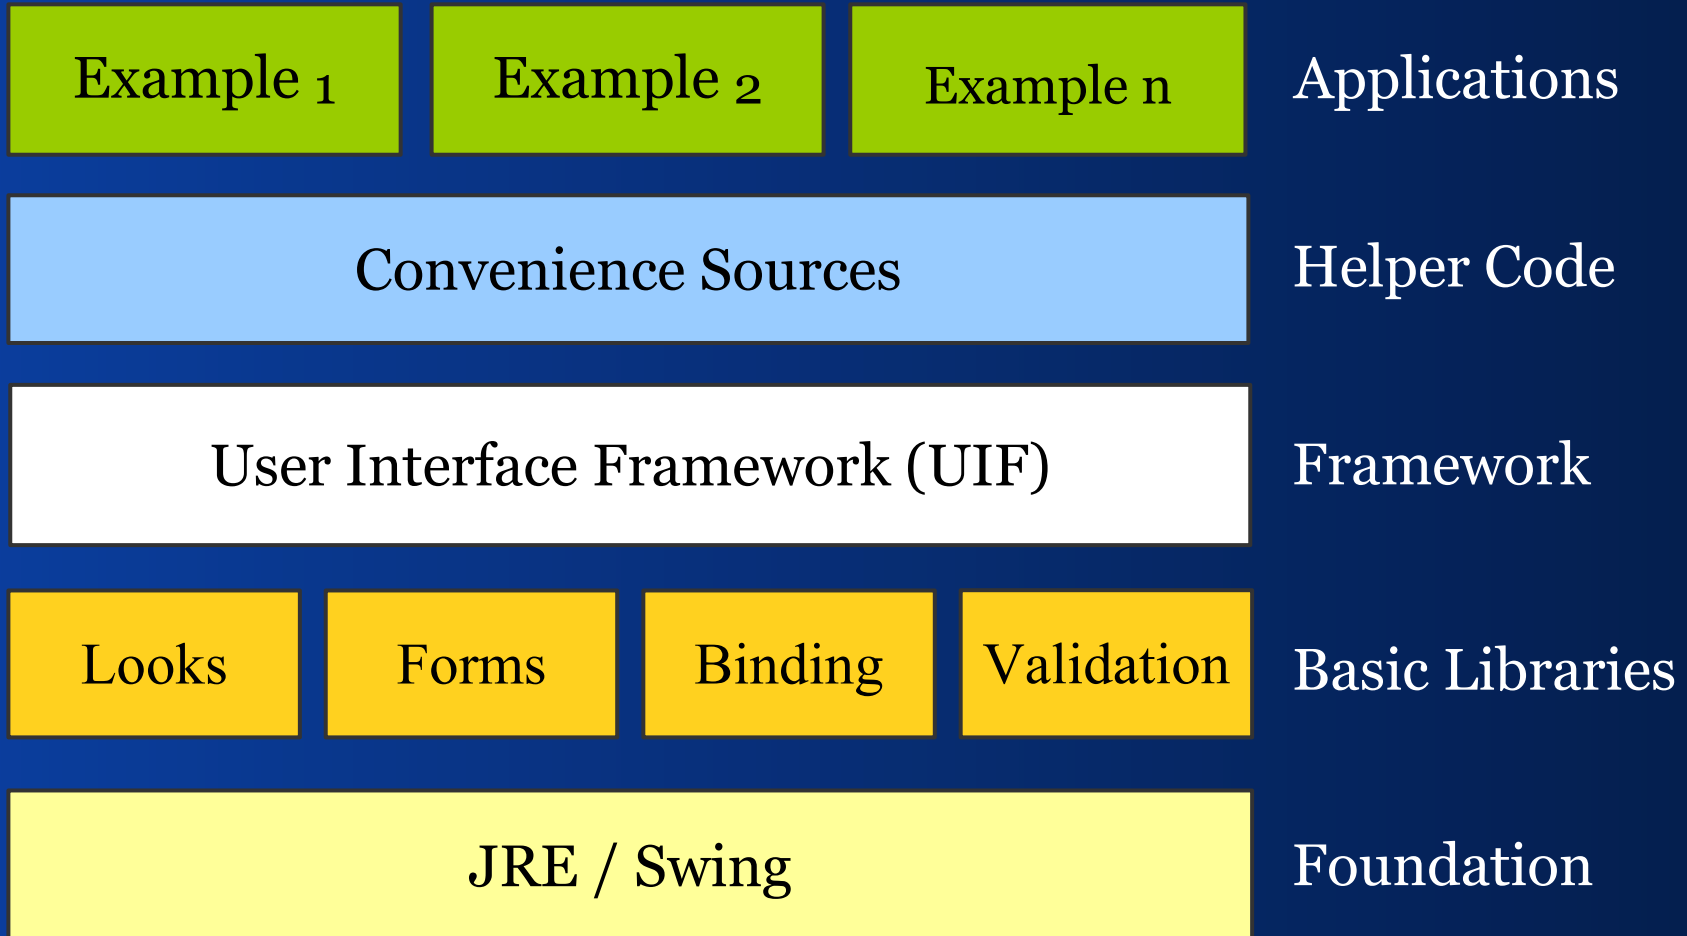 Example 1 Example 2 Example n Applications
Convenience Sources Helper Code
User Interface Framework (UIF) Framework
Looks Forms Binding Validation Basic Libraries
JRE / Swing Foundation